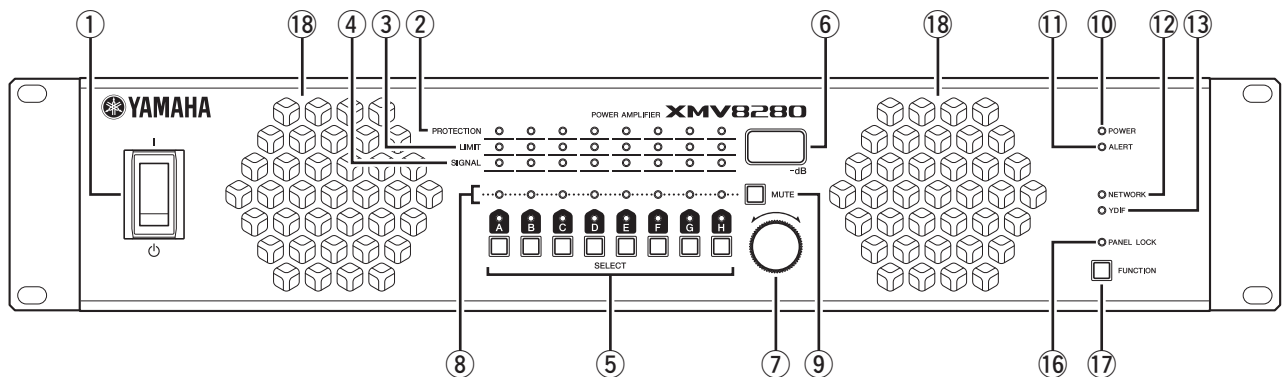 ① ⑱ ④ ③ ② ⑥ ⑱ ⑪ ⑩ ⑫ ⑬
YAMAHA
POWER AMPLIFIER XMV8280
PROTECTION
LIMIT
SIGNAL
-dB
MUTE
A B C D E F G H
SELECT
POWER
ALERT
NETWORK
YDIF
PANEL LOCK
FUNCTION
⑧ ⑤ ⑦ ⑨ ⑯ ⑰